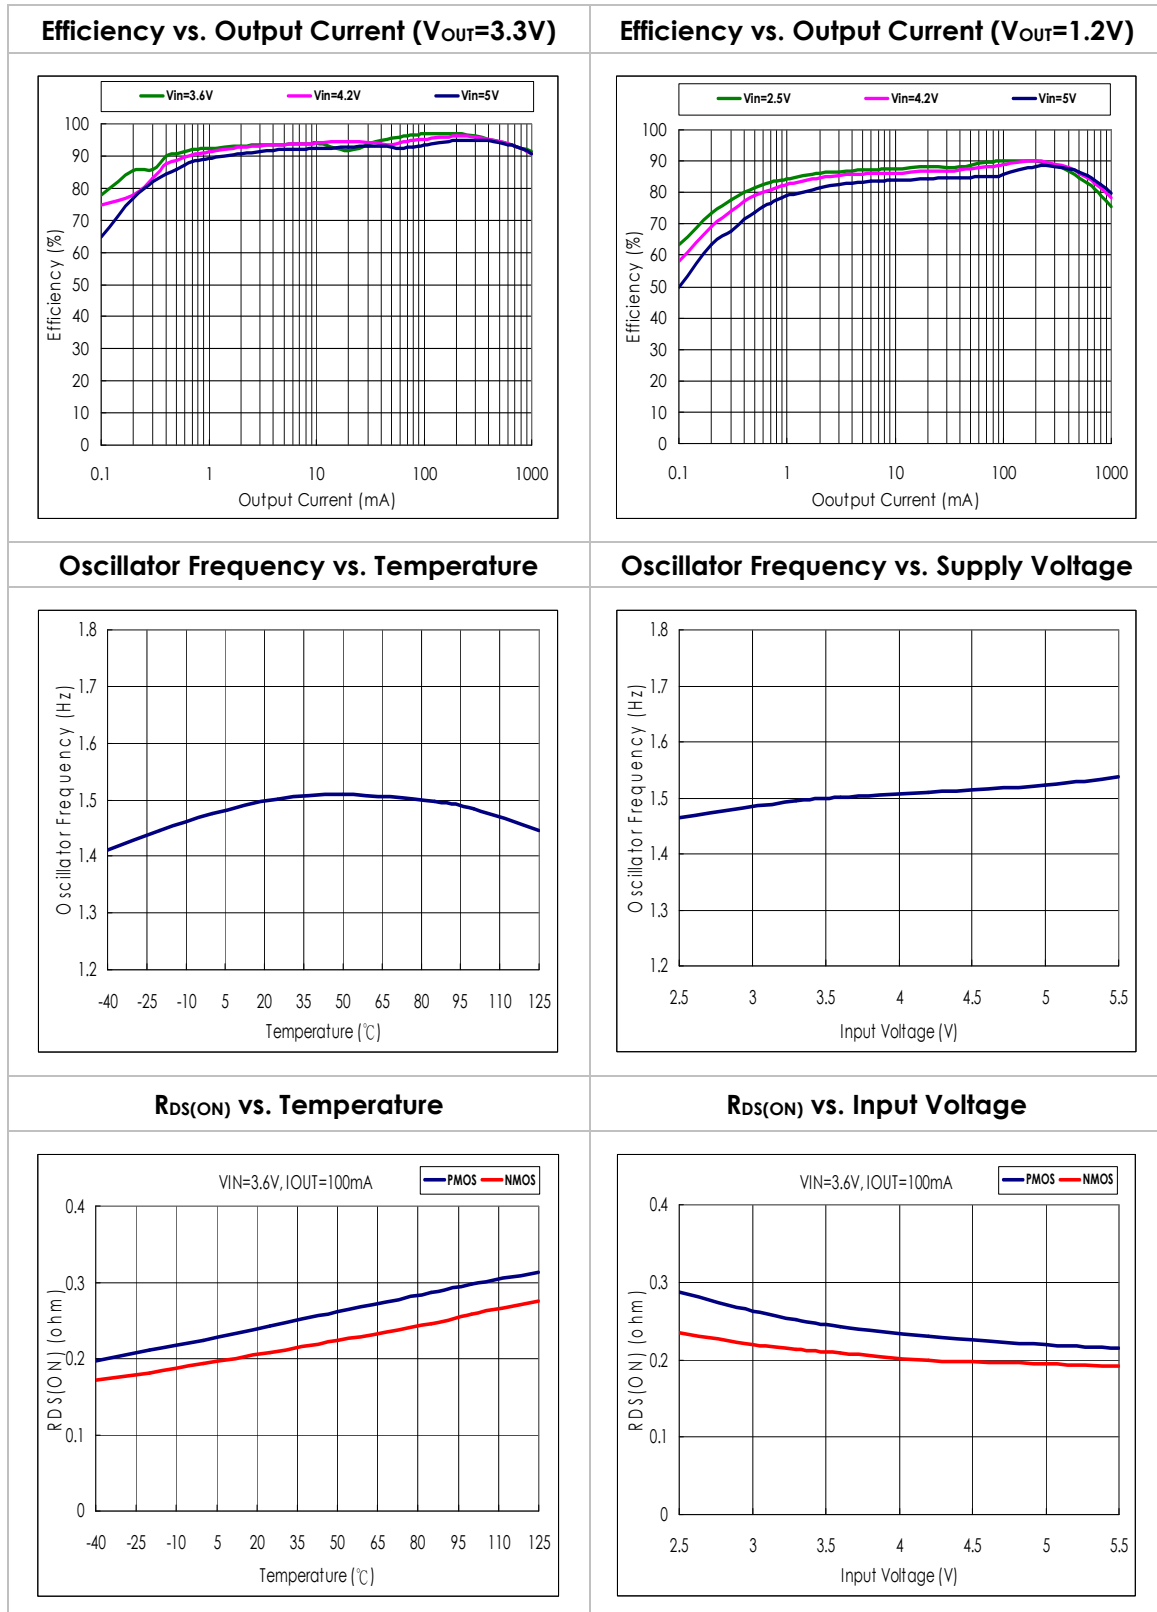 Efficiency vs. Output Current (VOUT=3.3V)
Efficiency vs. Output Current (VOUT=1.2V)
Vin=3.6V Vin=4.2V Vin=5V
100
90
80
70
60
50
40
30
20
10
0
Efficiency (%)
0.1 1 10 100 1000
Output Current (mA)
Vin=2.5V Vin=4.2V Vin=5V
100
90
80
70
60
50
40
30
20
10
0
Efficiency (%)
0.1 1 10 100 1000
Ooutput Current (mA)
Oscillator Frequency vs. Temperature
Oscillator Frequency vs. Supply Voltage
1.8
1.7
1.6
1.5
1.4
1.3
1.2
Oscillator Frequency (Hz)
-40 -25 -10 5 20 35 50 65 80 95 110 125
Temperature (℃)
1.8
1.7
1.6
1.5
1.4
1.3
1.2
Oscillator Frequency (Hz)
2.5 3 3.5 4 4.5 5 5.5
Input Voltage (V)
RDS(ON) vs. Temperature
RDS(ON) vs. Input Voltage
VIN=3.6V, IOUT=100mA
PMOS NMOS
0.4
0.3
0.2
0.1
0
RDS(ON) (ohm)
-40 -25 -10 5 20 35 50 65 80 95 110 125
Temperature (℃)
VIN=3.6V, IOUT=100mA
PMOS NMOS
0.4
0.3
0.2
0.1
0
RDS(ON) (ohm)
2.5 3 3.5 4 4.5 5 5.5
Input Voltage (V)